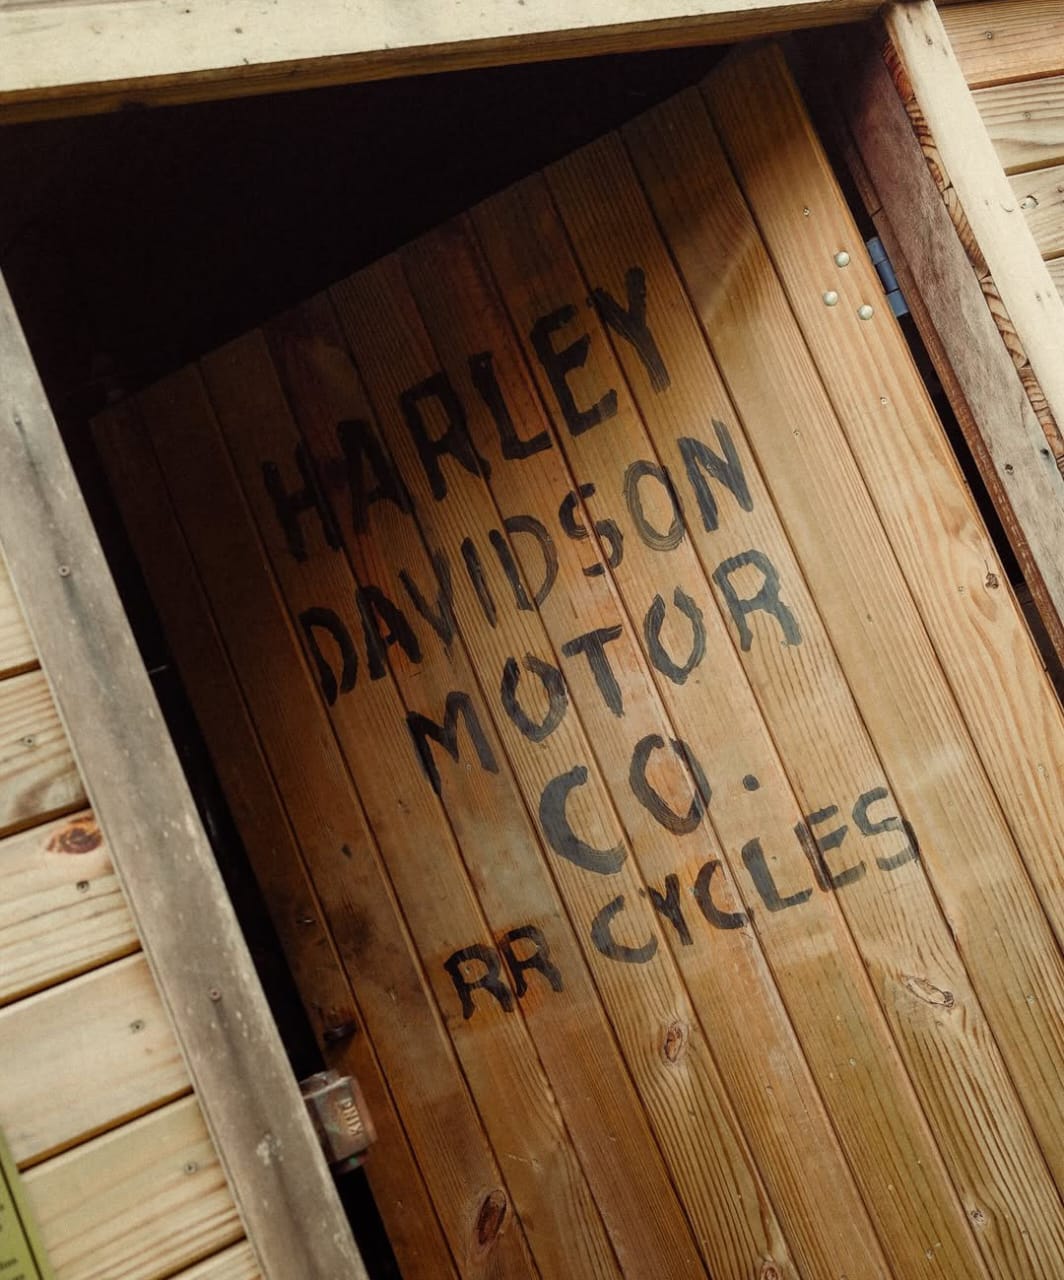 HARLEY
DAVIDSON
MOTOR
CO.
RR CYCLES